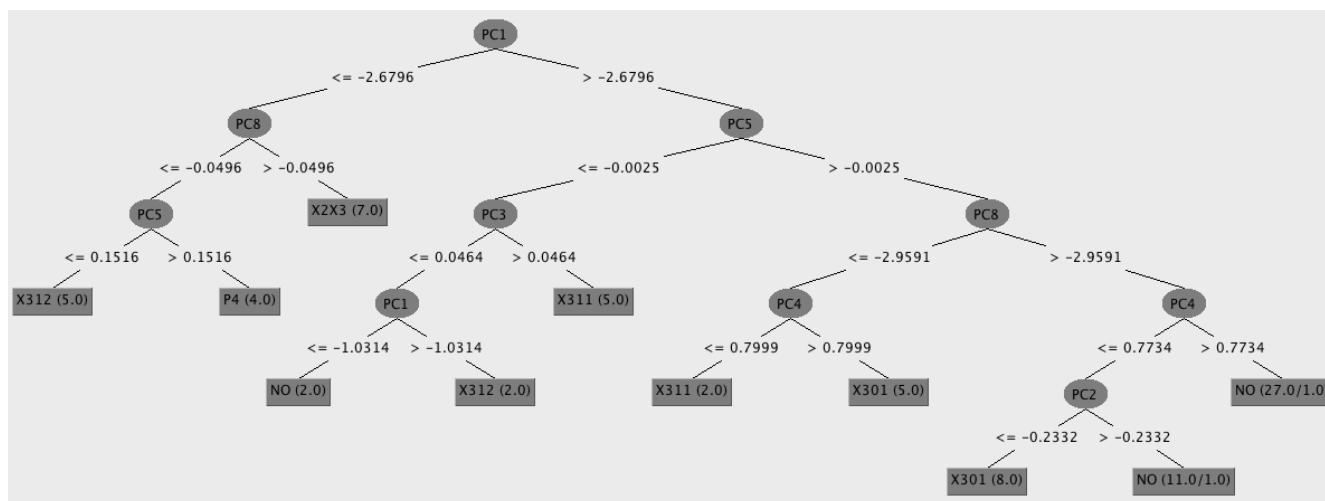 PC1
<= -2.6796 > -2.6796
PC8 PC5
<= -0.0496 > -0.0496 <= -0.0025 > -0.0025
PC5 X2X3 (7.0) PC3 PC8
<= 0.1516 > 0.1516 <= 0.0464 > 0.0464 <= -2.9591 > -2.9591
X312 (5.0) P4 (4.0) PC1 X311 (5.0) PC4 PC4
<= -1.0314 > -1.0314 <= 0.7999 > 0.7999 <= 0.7734 > 0.7734
NO (2.0) X312 (2.0) X311 (2.0) X301 (5.0) PC2 NO (27.0/1.0)
<= -0.2332 > -0.2332
X301 (8.0) NO (11.0/1.0)